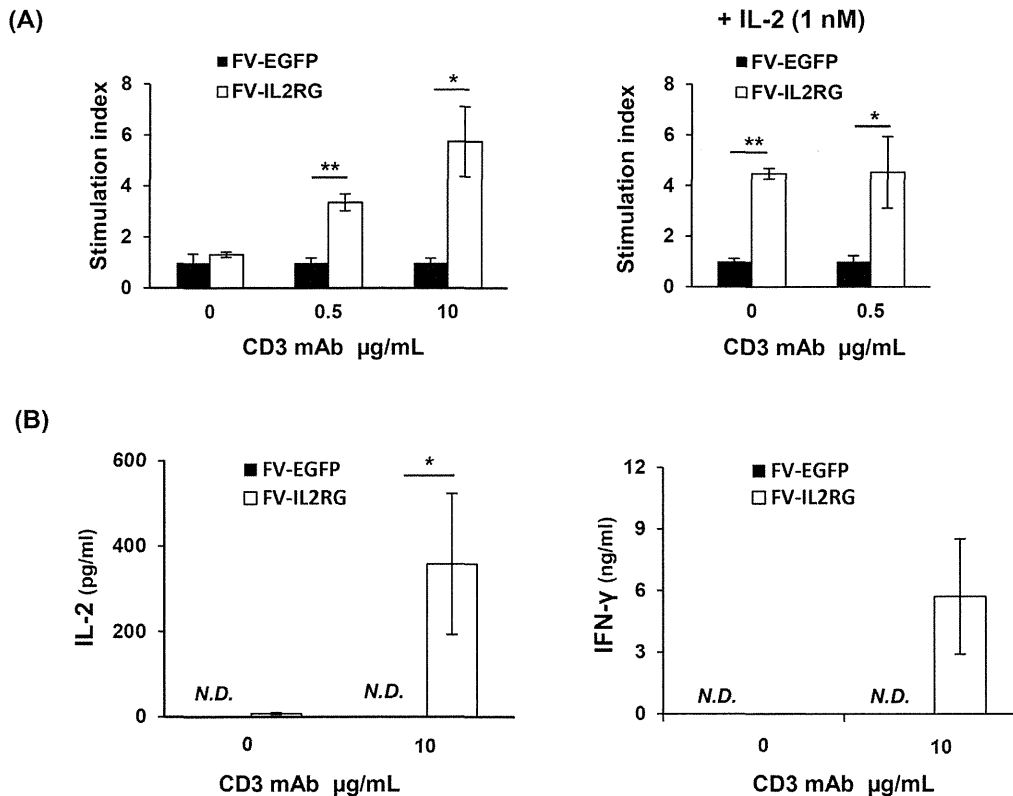 (A)
+ IL-2 (1 nM)
FV-EGFP
FV-IL2RG
Stimulation index
8
6
4
2
0
**
*
0 0.5 10
CD3 mAb µg/mL
FV-EGFP
FV-IL2RG
Stimulation index
8
6
4
2
0
**
*
0 0.5
CD3 mAb µg/mL
(B)
FV-EGFP
FV-IL2RG
IL-2 (pg/ml)
600
400
200
0
*
N.D. N.D.
0 10
CD3 mAb µg/mL
FV-EGFP
FV-IL2RG
IFN-γ (ng/ml)
12
9
6
3
0
N.D. N.D.
0 10
CD3 mAb µg/mL